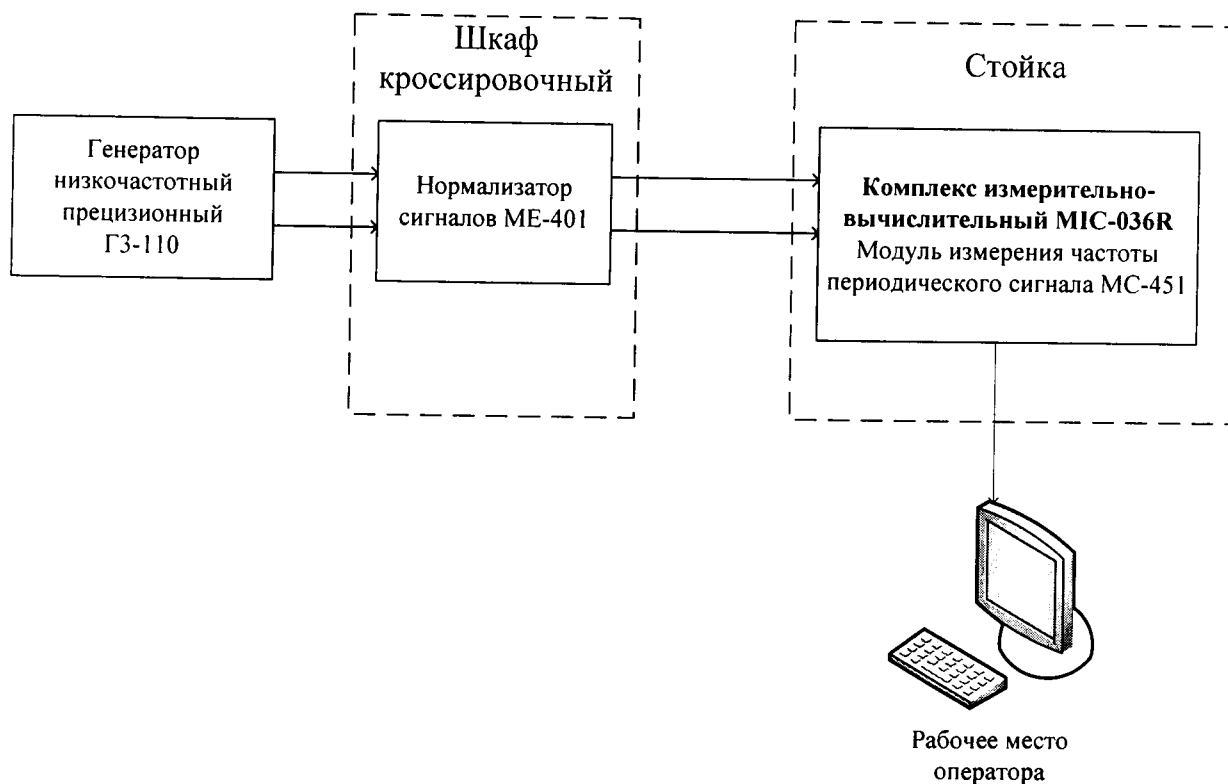 Шкаф
кроссировочный
Стойка
Генератор
низкочастотный
прецизионный
ГЗ-110
Нормализатор
сигналов МЕ-401
Комплекс измерительно-
вычислительный MIC-036R
Модуль измерения частоты
периодического сигнала МС-451
Рабочее место
оператора